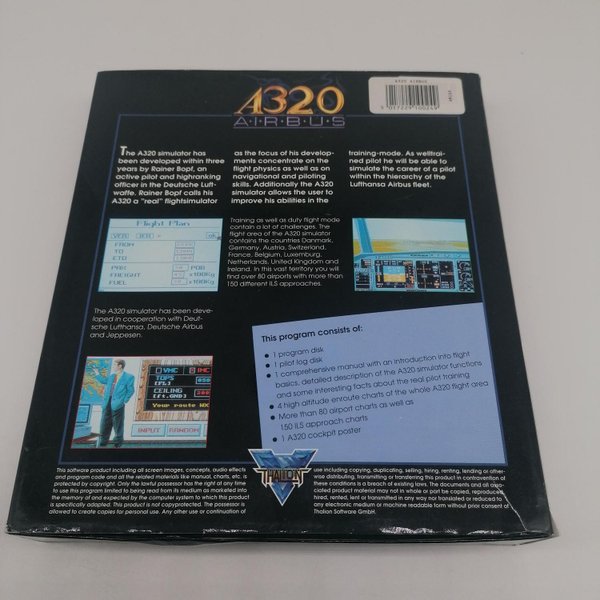 A320
A·I·R·B·U·S
A320 AIRBUS
The A320 simulator has
been developed within three
years by Rainer Bopf, an
active pilot and highranking
officer in the Deutsche Luft-
waffe. Rainer Bopf calls his
A320 a "real" flightsimulator
as the focus of his develop-
ments concentrate on the
flight physics as well as on
navigational and piloting
skills. Additionally the A320
simulator allows the user to
improve his abilities in the
training-mode. As welltrai-
ned pilot he will be able to
simulate the career of a pilot
within the hierarchy of the
Lufthansa Airbus fleet.
Flight Plan
FROM
TO
ETD
PAX
POB
FREIGHT
x100Kg
FUEL
x100Kg
Training as well as duty flight mode
contain a lot of challenges. The
flight area of the A320 simulator
contains the countries Danmark,
Germany, Austria, Switzerland,
France, Belgium, Luxemburg,
Netherlands, United Kingdom and
Ireland. In this vast territory you will
find over 80 airports with more than
150 different ILS approaches.
The A320 simulator has been deve-
loped in cooperation with Deut-
sche Lufthansa, Deutsche Airbus
and Jeppesen.
VMC
IMC
TOPS
CEILING
Your route WX
INPUT
RANDOM
This program consists of:
• 1 program disk
• 1 pilot log disk
• 1 comprehensive manual with an introduction into flight
basics, detailed description of the A320 simulator functions
and some interesting facts about the real pilot training
• 4 high altitude enroute charts of the whole A320 flight area
• More than 80 airport charts as well as
150 ILS approach charts
• 1 A320 cockpit poster
THALION
This software product including all screen images, concepts, audio effects
and program code and all the related materials like manual, charts, etc. is
protected by copyright. Only the lawful possessor has the right at any time
to use this program limited to being read from its medium as marketed into
the memory of and expected by the computer system to which this product
is specifically adapted. This product is not copyprotected. The possessor is
allowed to create copies for personal use. Any other use or continuation of
use including copying, duplicating, selling, hiring, renting, lending or other-
wise distributing, transmitting or transferring this product in contravention of
these conditions is a breach of existing laws. The documents and all asso-
ciated product material may not in whole or part be copied, reproduced,
hired, rented, lent or transmitted in any way nor translated or reduced to
any electronic medium or machine readable form without prior consent of
Thalion Software GmbH.